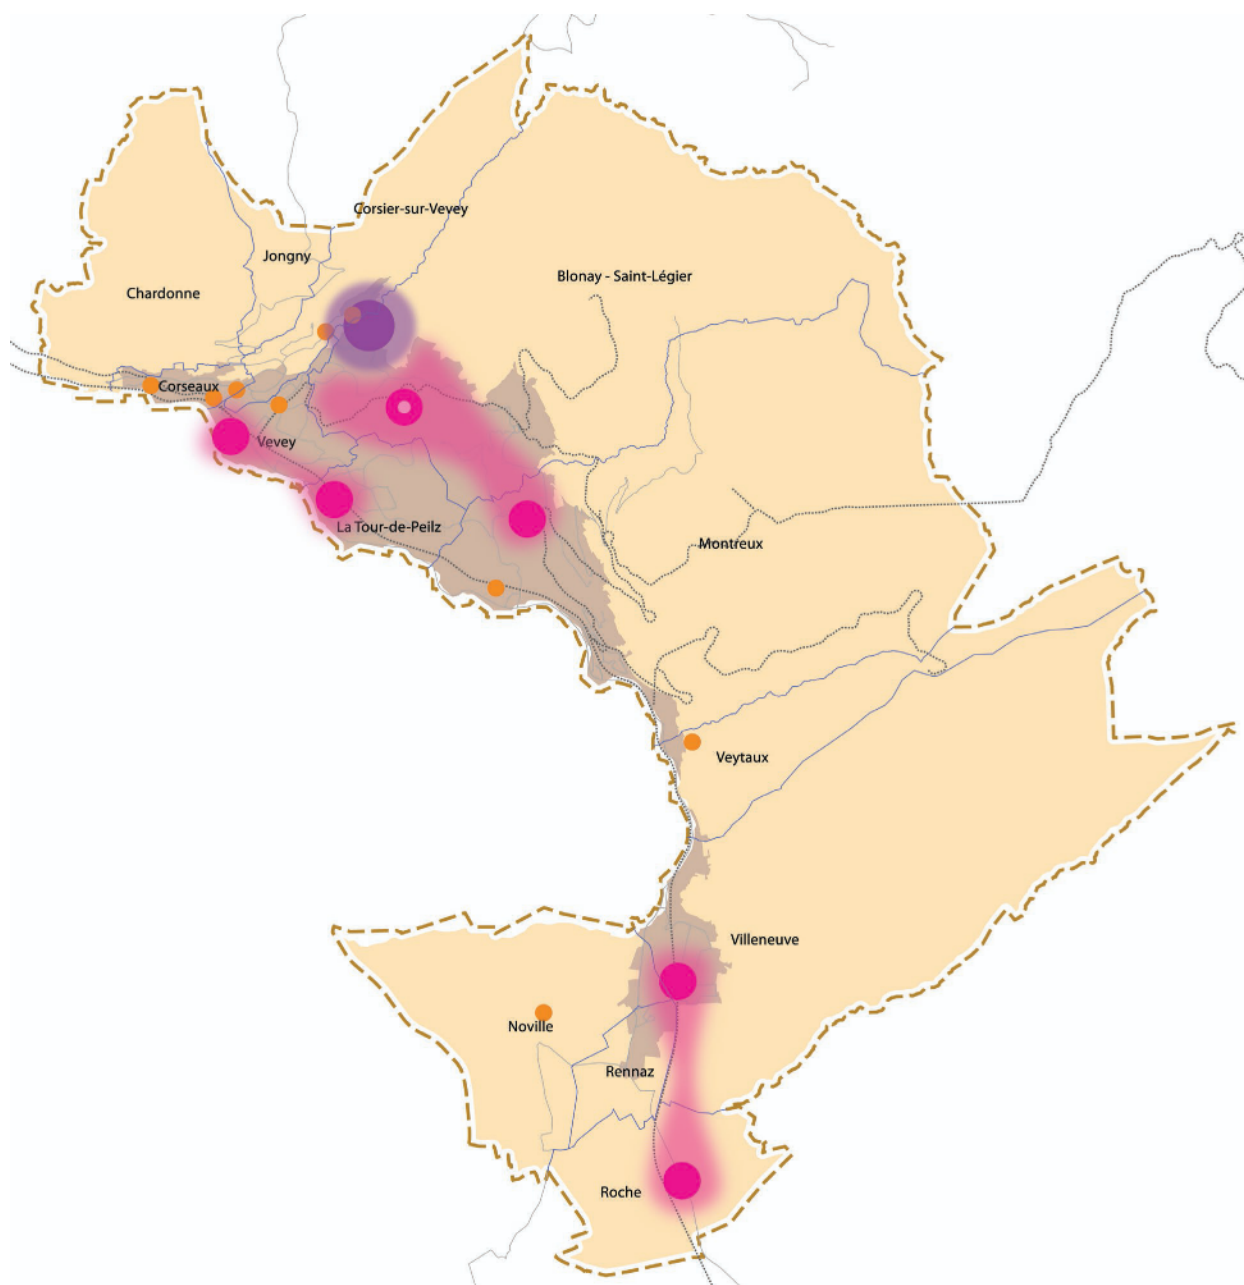 Corsier-sur-Vevey
Jongny
Blonay - Saint-Légier
Chardonne
Corseaux
Vevey
La Tour-de-Peilz
Montreux
Veytaux
Villeneuve
Noville
Rennaz
Roche